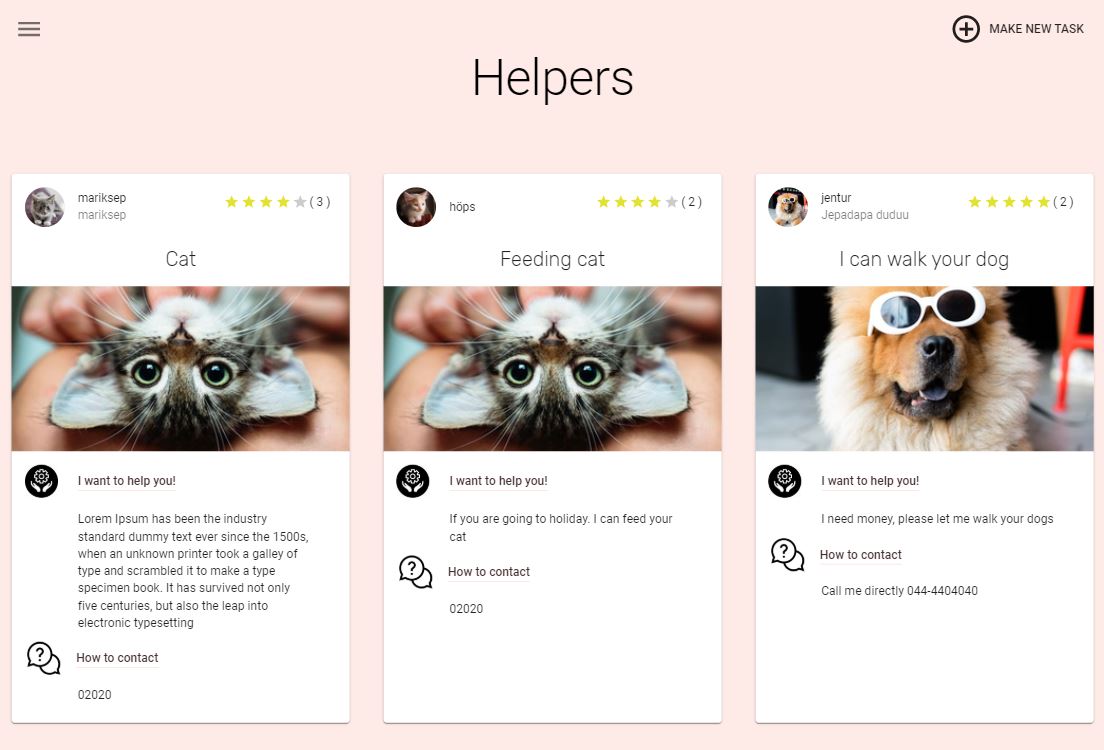 MAKE NEW TASK
Helpers
mariksep
mariksep
( 3 )
Cat
I want to help you!
Lorem Ipsum has been the industry
standard dummy text ever since the 1500s,
when an unknown printer took a galley of
type and scrambled it to make a type
specimen book. It has survived not only
five centuries, but also the leap into
electronic typesetting
How to contact
02020
höps
( 2 )
Feeding cat
I want to help you!
If you are going to holiday. I can feed your
cat
How to contact
02020
jentur
Jepadapa duduu
( 2 )
I can walk your dog
I want to help you!
I need money, please let me walk your dogs
How to contact
Call me directly 044-4404040